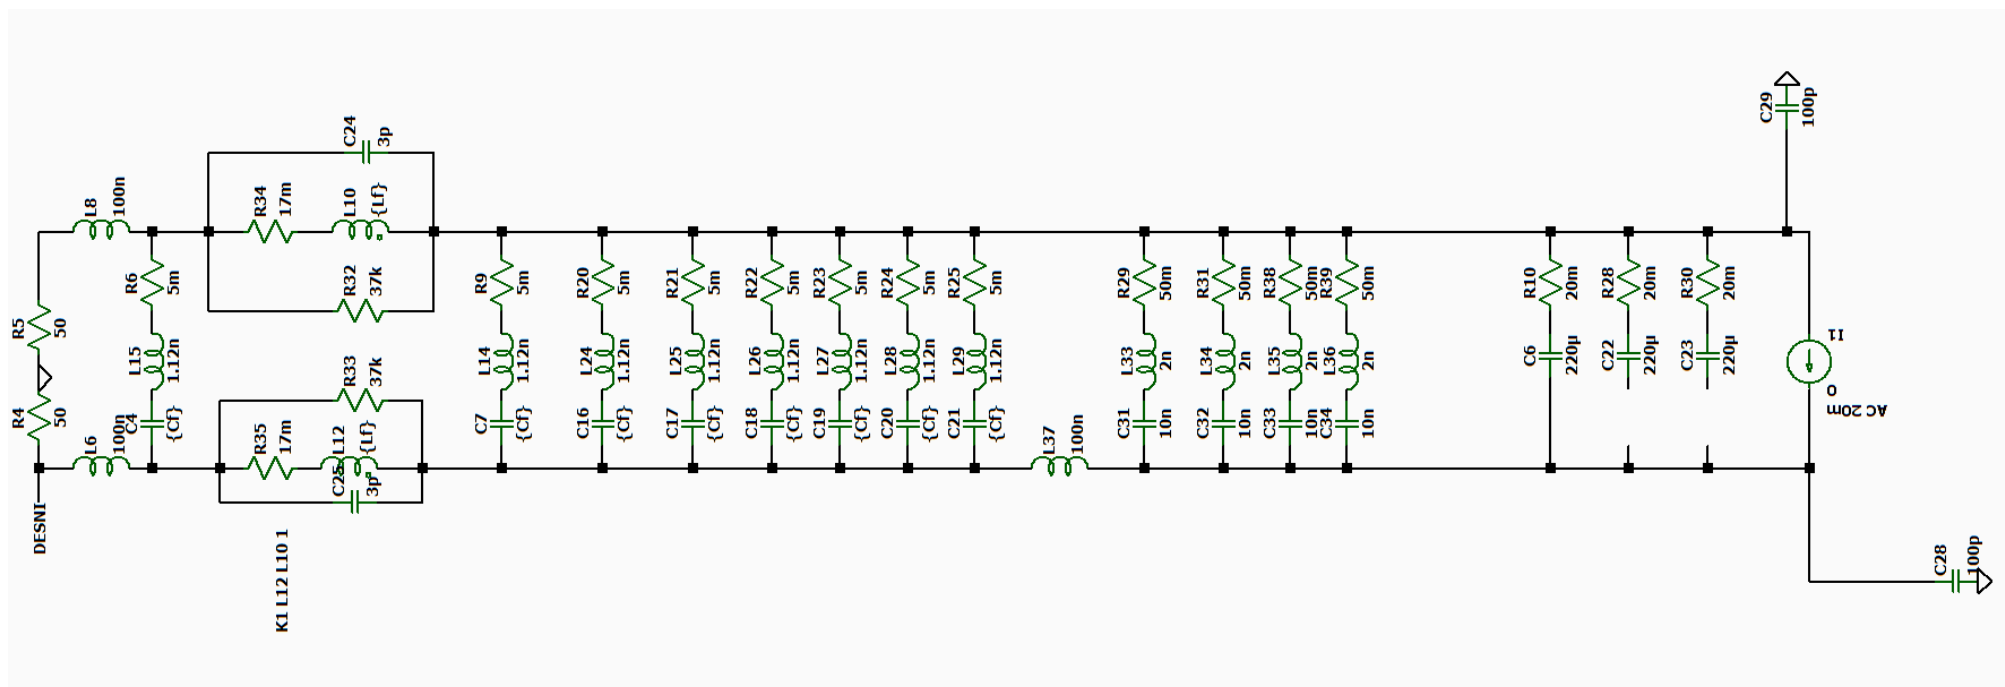 C29
100p
C24
3p
L8
100n
R34
17m
L10
{Lf}
R32
37k
R6
5m
R9
5m
R20
5m
R21
5m
R22
5m
R23
5m
R24
5m
R25
5m
R29
50m
R31
50m
R38
50m
R39
50m
R10
20m
R28
20m
R30
20m
R5
50
L15
1.12n
R33
37k
L14
1.12n
L24
1.12n
L25
1.12n
L26
1.12n
L27
1.12n
L28
1.12n
L29
1.12n
L33
2n
L34
2n
L35
2n
L36
2n
C6
220µ
C22
220µ
C23
220µ
I1
0
AC 20m
R4
50
L6
100n
C4
{Cf}
R35
17m
L12
{Lf}
C25
3p
C7
{Cf}
C16
{Cf}
C17
{Cf}
C18
{Cf}
C19
{Cf}
C20
{Cf}
C21
{Cf}
L37
100n
C31
10n
C32
10n
C33
10n
C34
10n
DESNI
K1 L12 L10 1
C28
100p